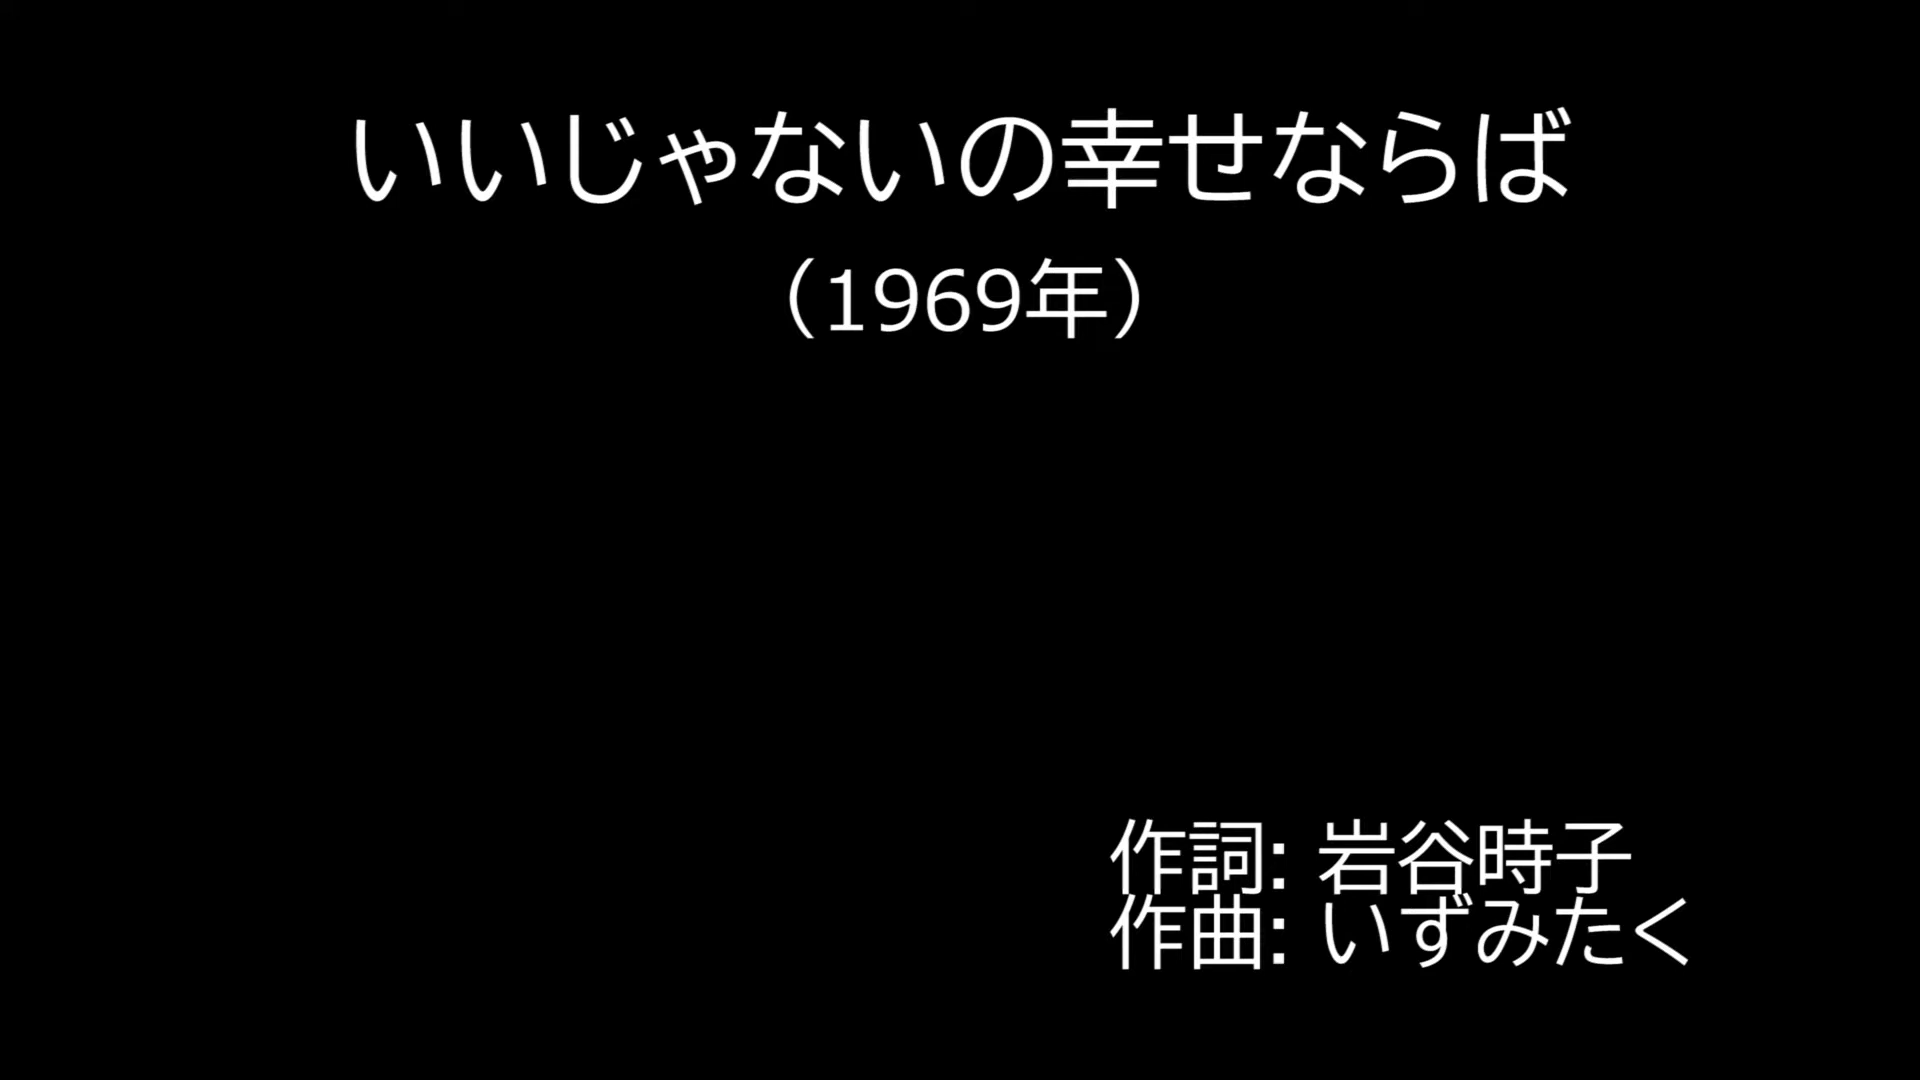 いいじゃないの幸せならば
（1969年）
作詞: 岩谷時子
作曲: いずみたく